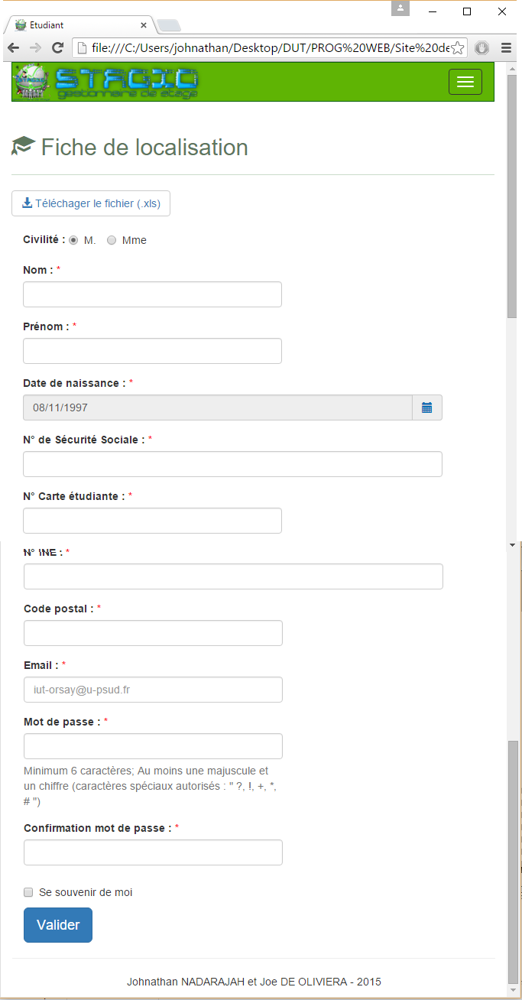 Etudiant
file:///C:/Users/johnathan/Desktop/DUT/PROG%20WEB/Site%20de
STAGIO
gestionnaire de stage
Fiche de localisation
Téléchager le fichier (.xls)
Civilité : M. Mme
Nom : *
Prénom : *
Date de naissance : *
08/11/1997
N° de Sécurité Sociale : *
N° Carte étudiante : *
N° INE : *
Code postal : *
Email : *
iut-orsay@u-psud.fr
Mot de passe : *
Minimum 6 caractères; Au moins une majuscule et
un chiffre (caractères spéciaux autorisés : " ?, !, +, *,
# ")
Confirmation mot de passe : *
Se souvenir de moi
Valider
Johnathan NADARAJAH et Joe DE OLIVIERA - 2015